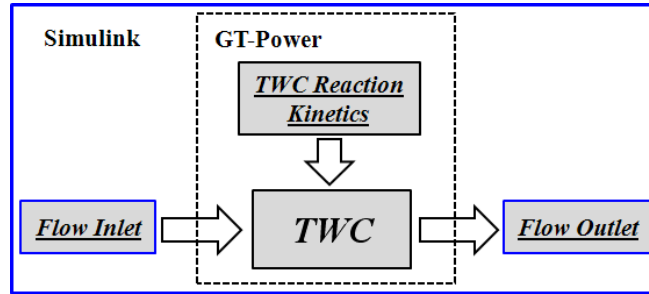 Simulink
GT-Power
TWC Reaction
Kinetics
Flow Inlet
TWC
Flow Outlet